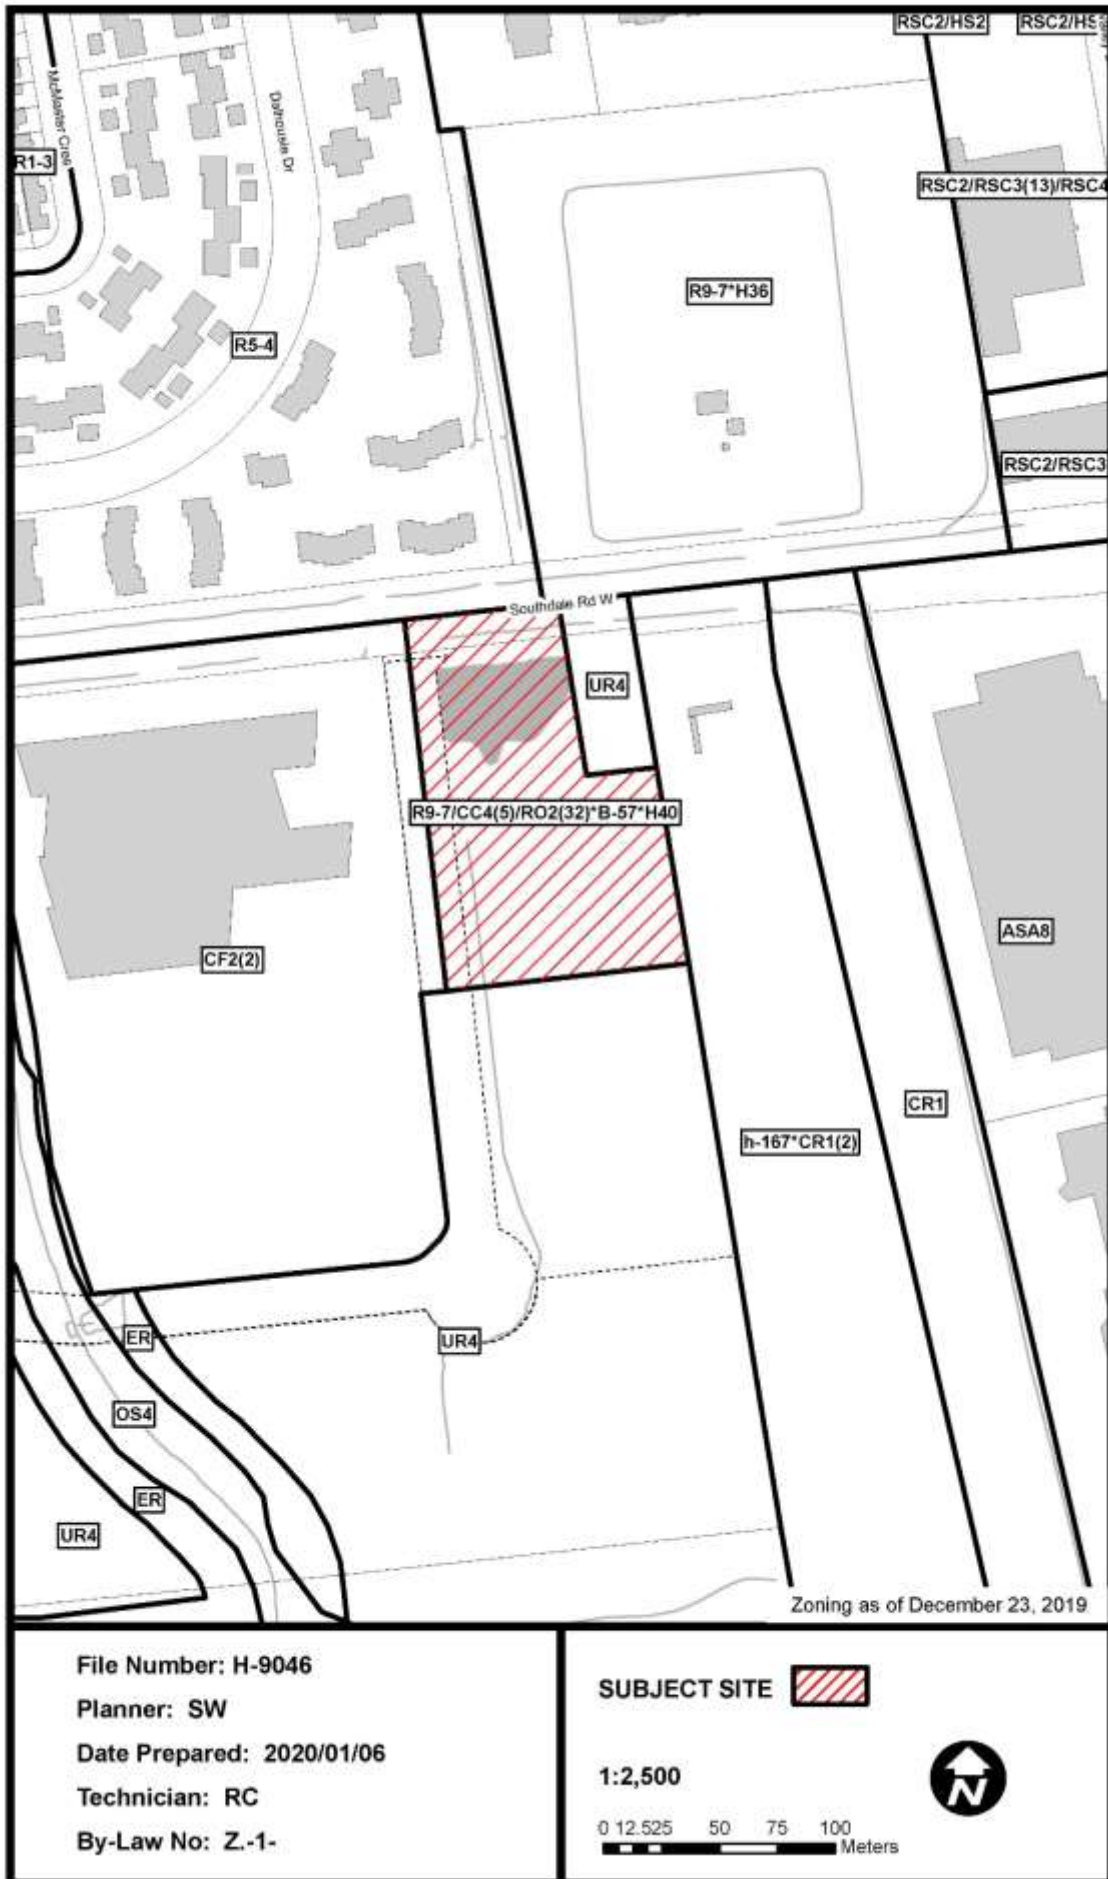 RSC2/HS2
RSC2/HS
McMaster Cres
Dalhousie Dr
R1-3
RSC2/RSC3(13)/RSC4
R9-7*H36
R5-4
RSC2/RSC3
Southdale Rd W
UR4
R9-7/CC4(5)/RO2(32)*B-57*H40
ASA8
CF2(2)
CR1
h-167*CR1(2)
ER
UR4
OS4
ER
UR4
Zoning as of December 23, 2019
File Number: H-9046
Planner: SW
Date Prepared: 2020/01/06
Technician: RC
By-Law No: Z.-1-
SUBJECT SITE
1:2,500
N
0 12.525 50 75 100
Meters